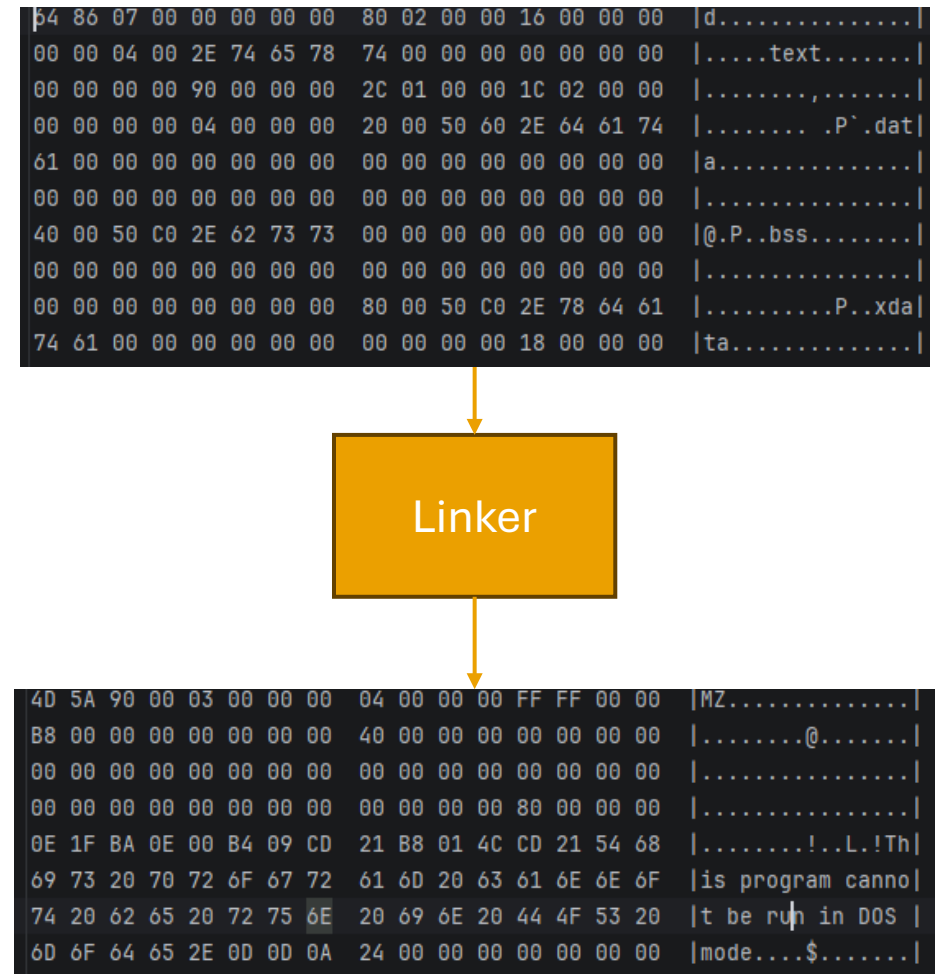 64 86 07 00 00 00 00 00 80 02 00 00 16 00 00 00 |d...............|
00 00 04 00 2E 74 65 78 74 00 00 00 00 00 00 00 |.....text.......|
00 00 00 00 90 00 00 00 2C 01 00 00 1C 02 00 00 |........,.......|
00 00 00 00 04 00 00 00 20 00 50 60 2E 64 61 74 |........ .P`.dat|
61 00 00 00 00 00 00 00 00 00 00 00 00 00 00 00 |a...............|
00 00 00 00 00 00 00 00 00 00 00 00 00 00 00 00 |................|
40 00 50 C0 2E 62 73 73 00 00 00 00 00 00 00 00 |@.P..bss........|
00 00 00 00 00 00 00 00 00 00 00 00 00 00 00 00 |................|
00 00 00 00 00 00 00 00 80 00 50 C0 2E 78 64 61 |..........P..xda|
74 61 00 00 00 00 00 00 00 00 00 00 18 00 00 00 |ta..............|
Linker
4D 5A 90 00 03 00 00 00 04 00 00 00 FF FF 00 00 |MZ..............|
B8 00 00 00 00 00 00 00 40 00 00 00 00 00 00 00 |........@.......|
00 00 00 00 00 00 00 00 00 00 00 00 00 00 00 00 |................|
00 00 00 00 00 00 00 00 00 00 00 00 80 00 00 00 |................|
0E 1F BA 0E 00 B4 09 CD 21 B8 01 4C CD 21 54 68 |........!..L.!Th|
69 73 20 70 72 6F 67 72 61 6D 20 63 61 6E 6E 6F |is program canno|
74 20 62 65 20 72 75 6E 20 69 6E 20 44 4F 53 20 |t be run in DOS |
6D 6F 64 65 2E 0D 0D 0A 24 00 00 00 00 00 00 00 |mode....$.......|